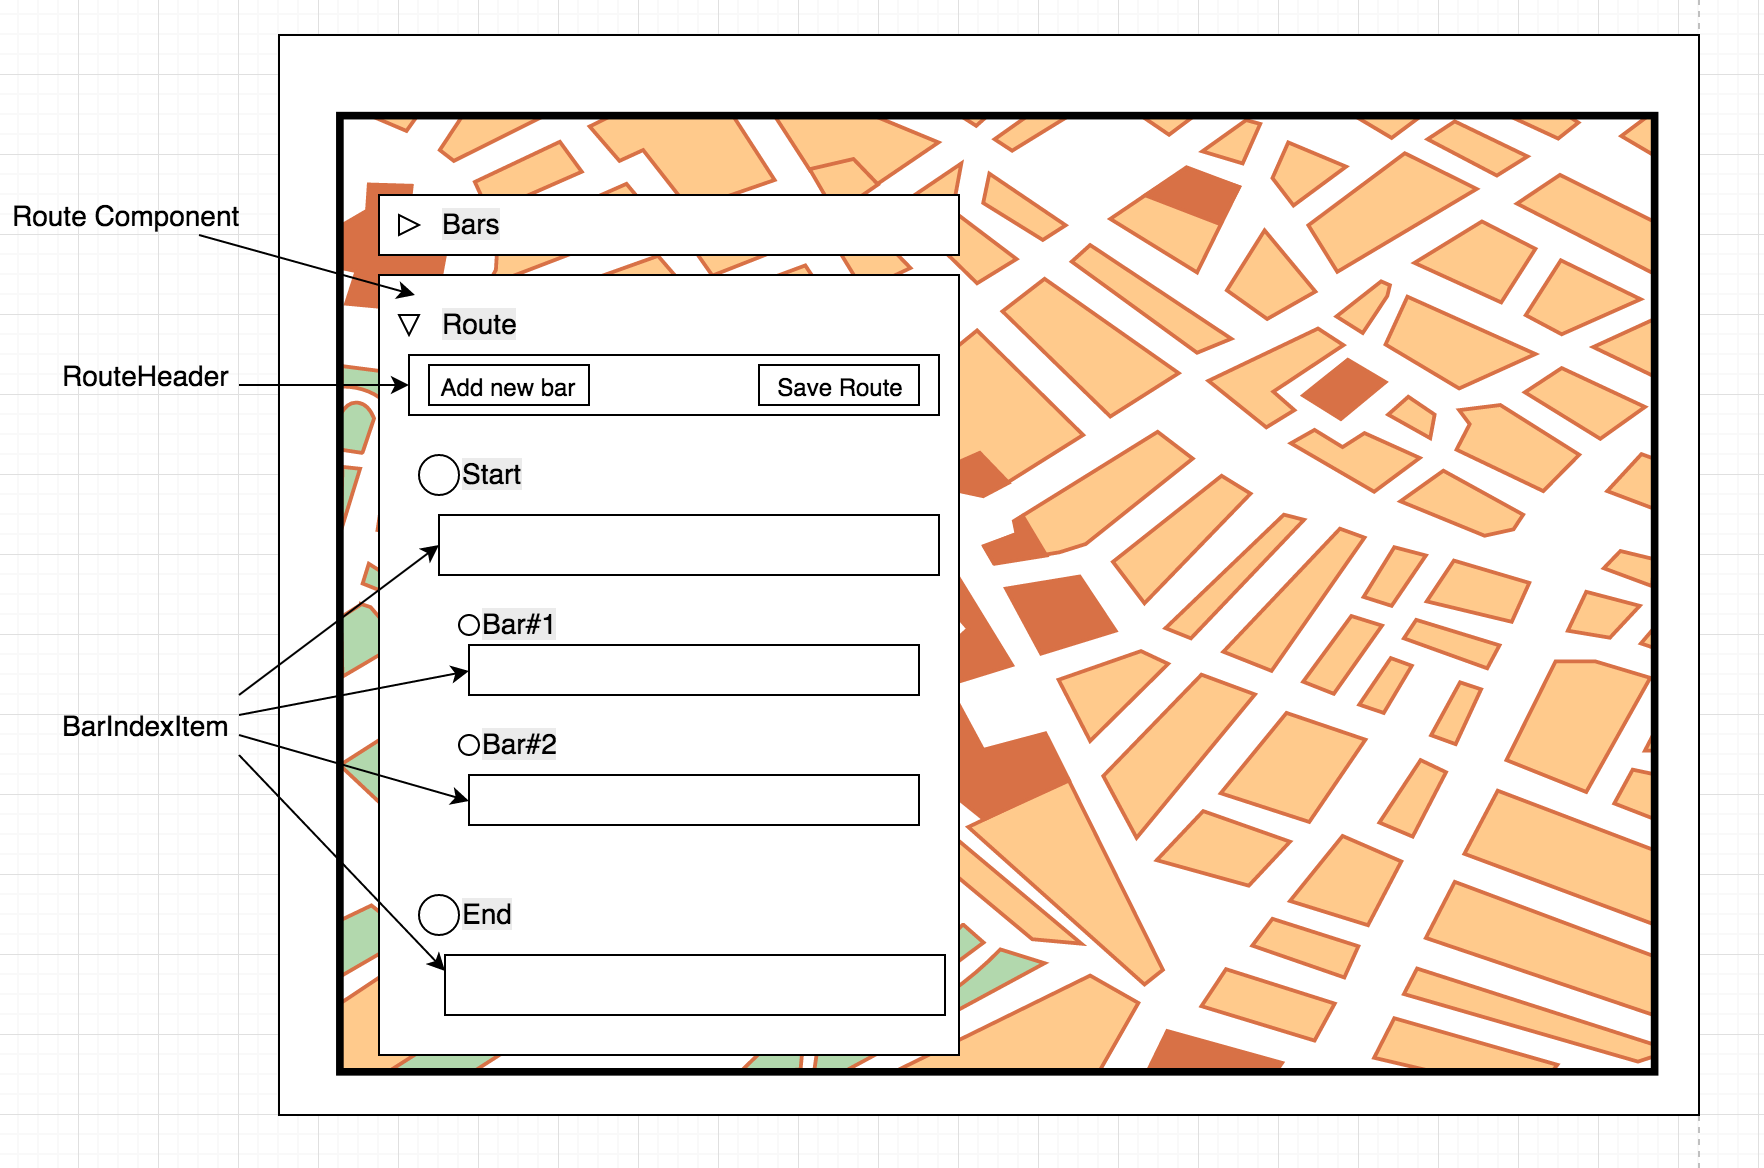 Route Component
Bars
Route
RouteHeader
Add new bar
Save Route
Start
Bar#1
BarIndexItem
Bar#2
End